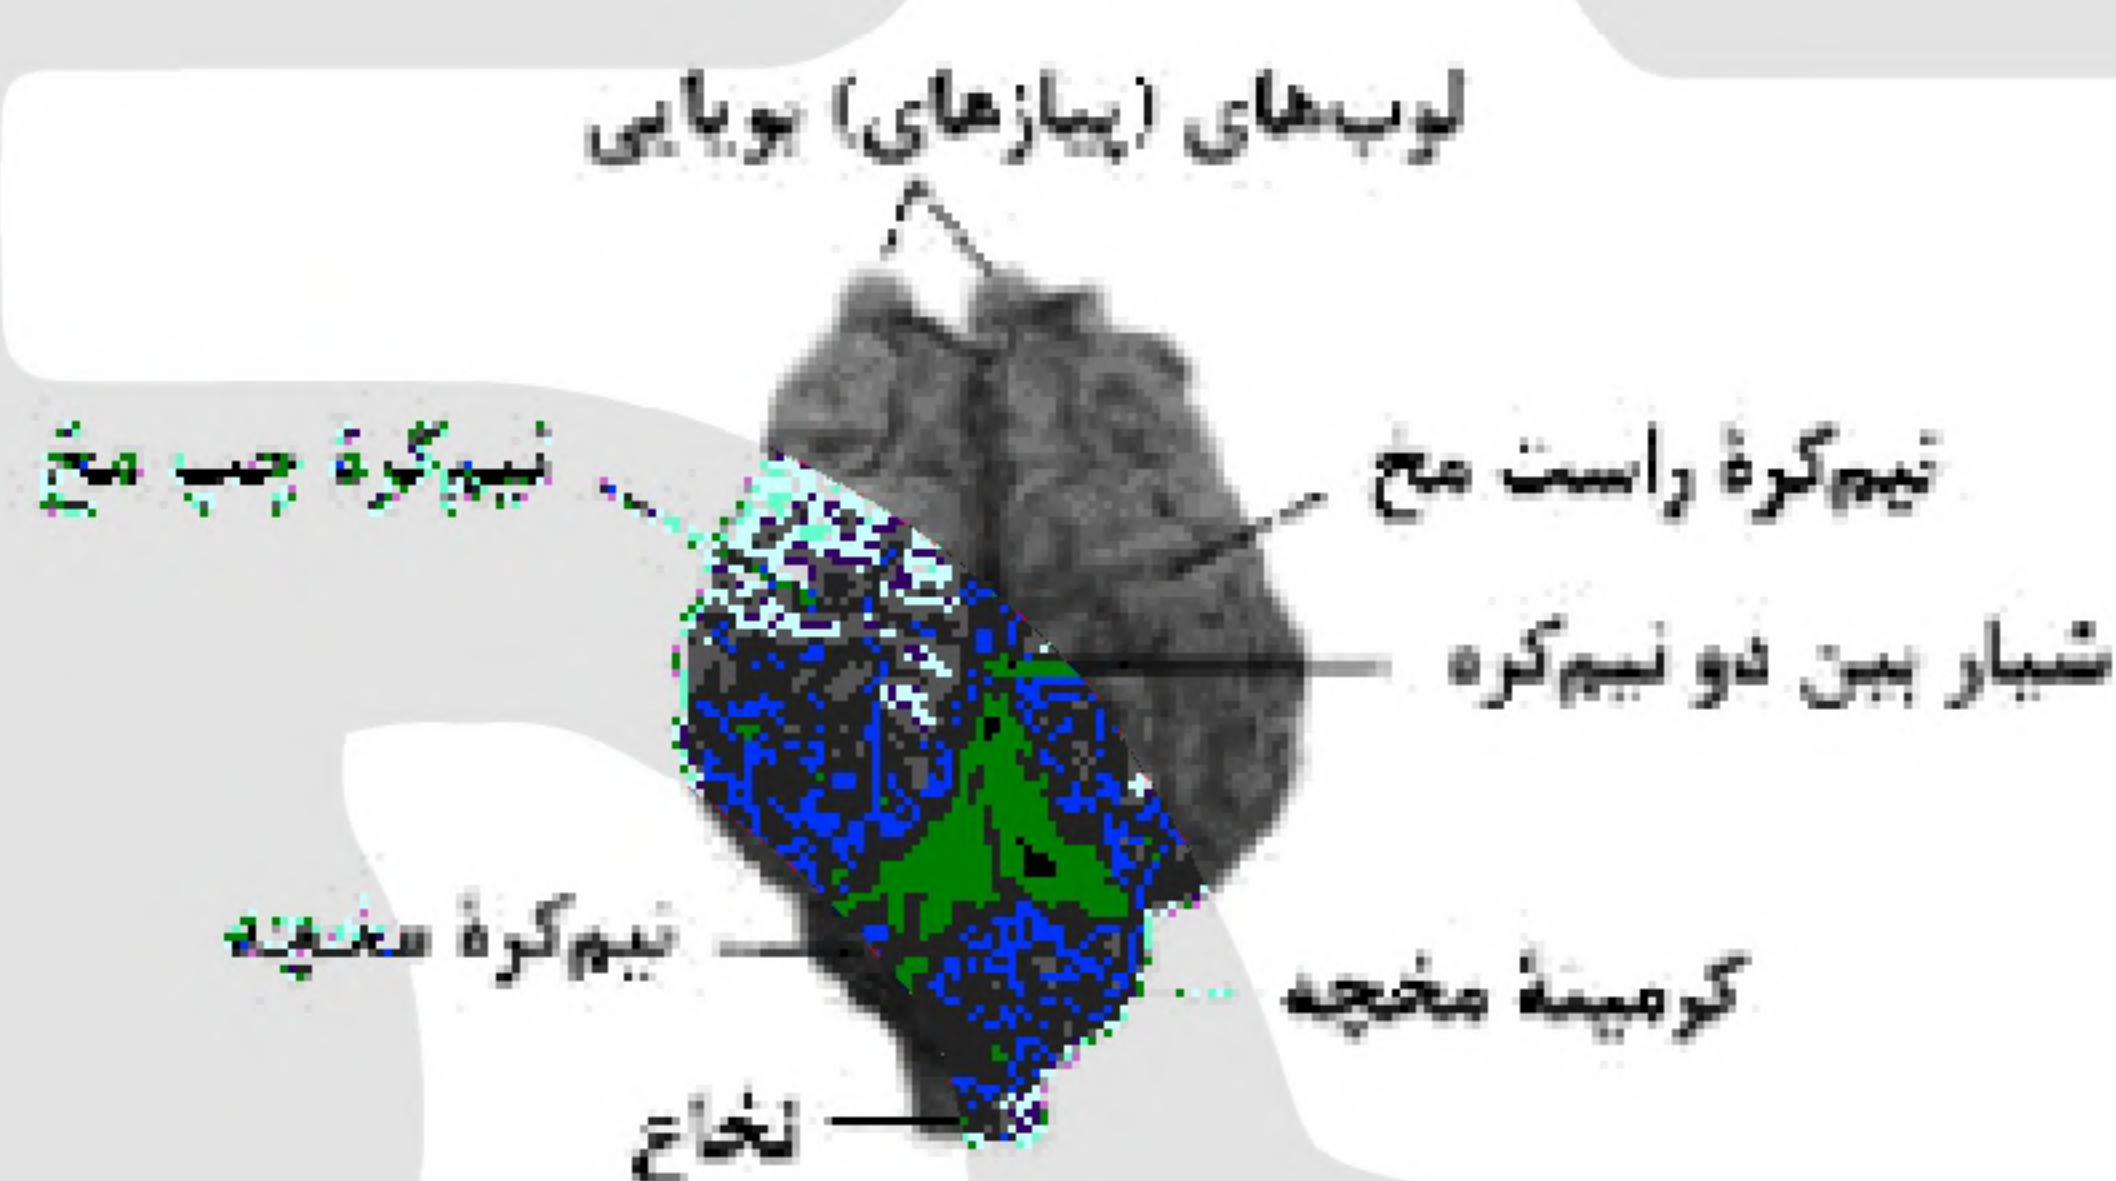 لوب‌های (پیازهای) بویایی
نیم‌کرهٔ راست مخ
نیم‌کرهٔ چپ مخ
شیار بین دو نیم‌کره
نیم‌کرهٔ مخچه
کرمینهٔ مخچه
نخاع